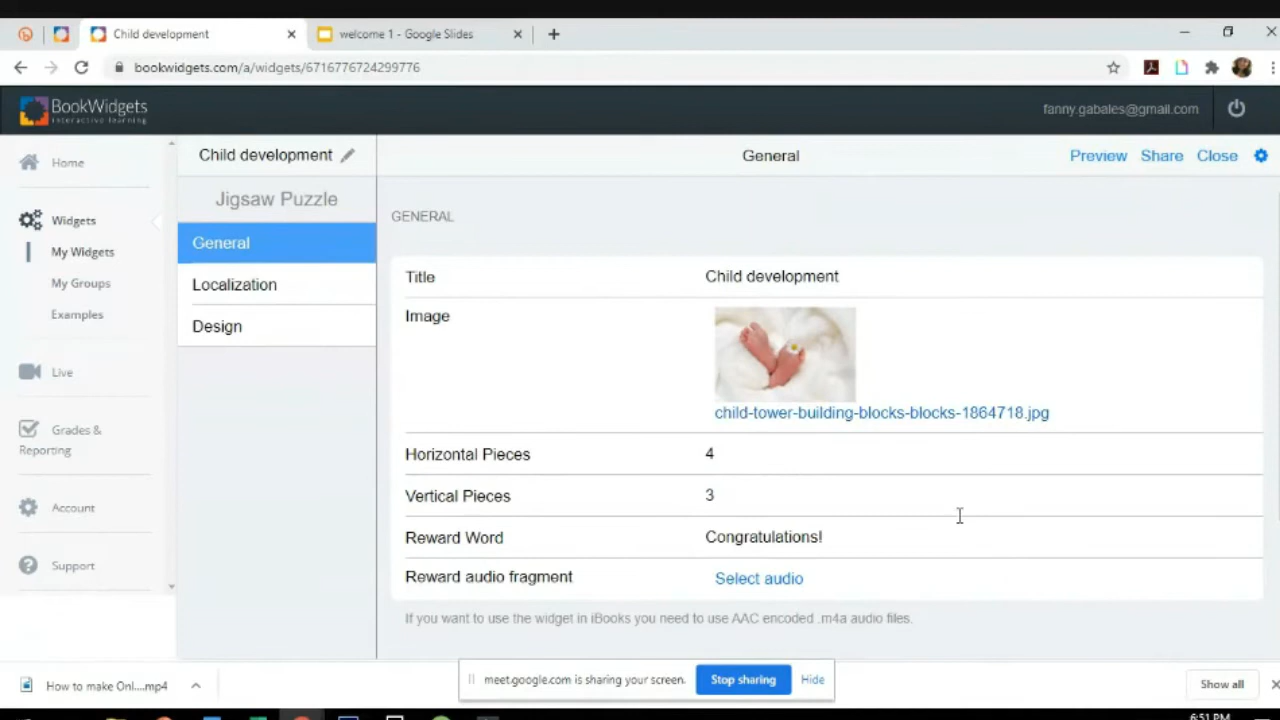 Child development
welcome 1 - Google Slides
bookwidgets.com/a/widgets/6716776724299776
BookWidgets
interactive learning
fanny.gabales@gmail.com
Home
Widgets
My Widgets
My Groups
Examples
Live
Grades &
Reporting
Account
Support
Child development
Jigsaw Puzzle
General
Localization
Design
General
Preview Share Close
GENERAL
Title Child development
Image
child-tower-building-blocks-blocks-1864718.jpg
Horizontal Pieces 4
Vertical Pieces 3
Reward Word Congratulations!
Reward audio fragment Select audio
If you want to use the widget in iBooks you need to use AAC encoded .m4a audio files.
How to make Onl....mp4
meet.google.com is sharing your screen. Stop sharing Hide
Show all
6:51 PM